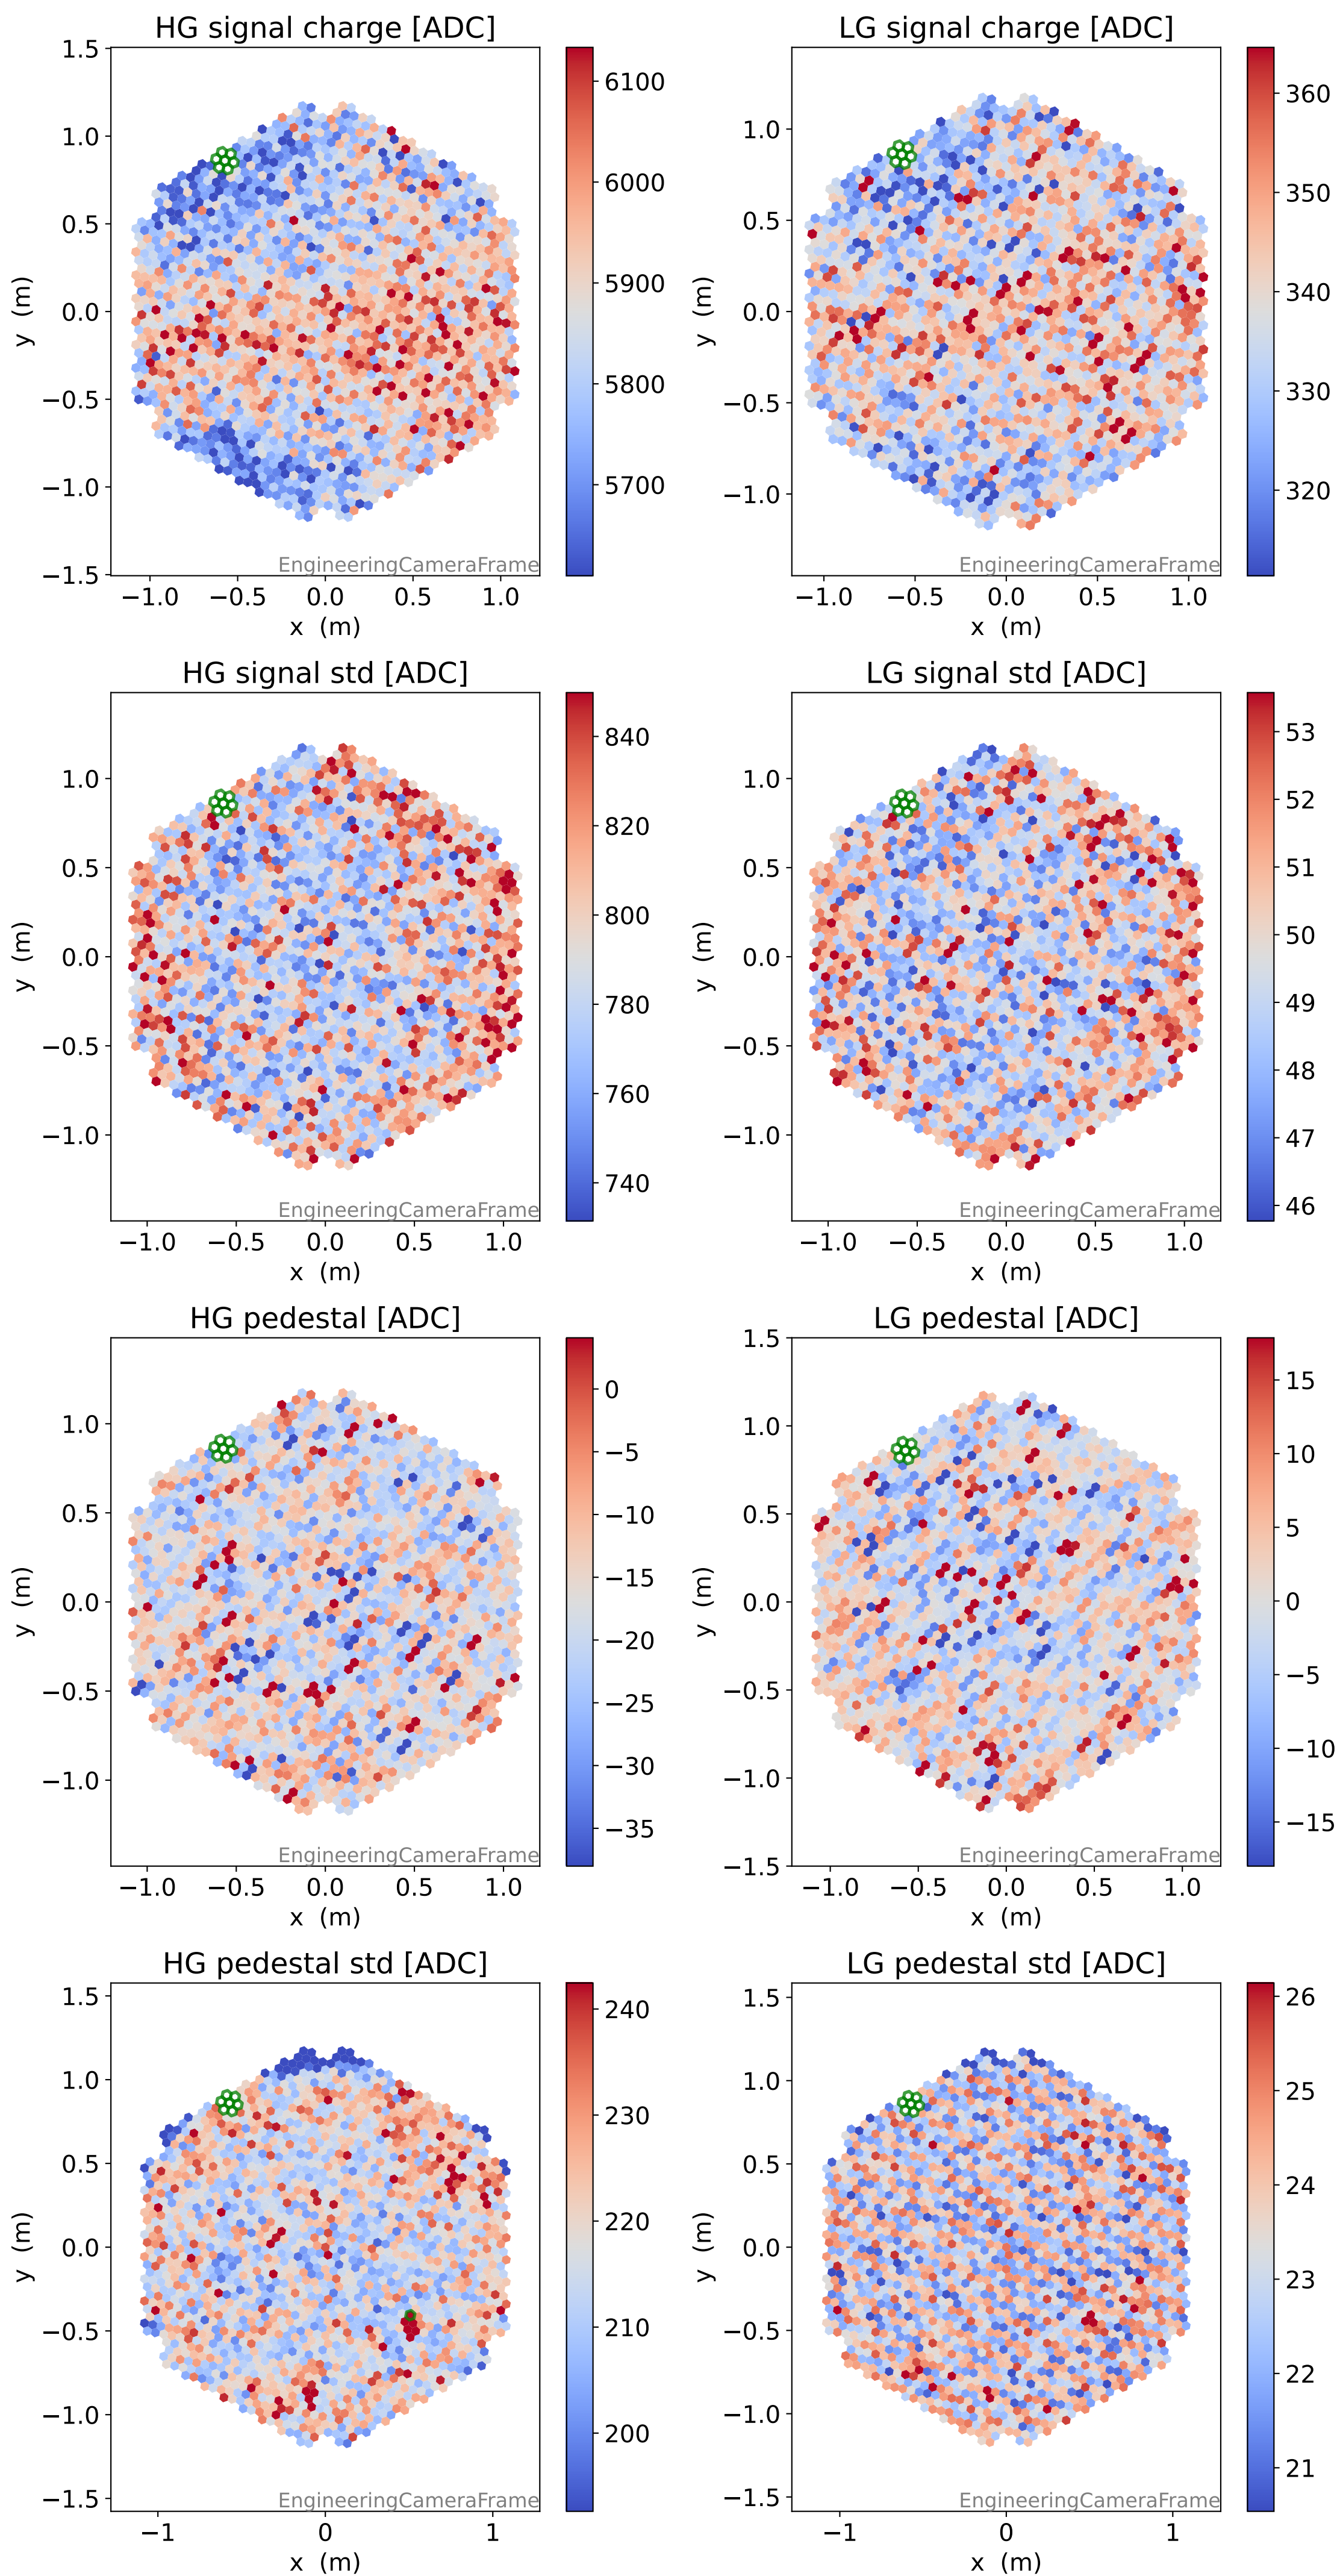 HG signal charge [ADC]
1.5
1.0
0.5
0.0
−0.5
−1.0
−1.5
y (m)
−1.0 −0.5 0.0 0.5 1.0
x (m)
EngineeringCameraFrame
6100
6000
5900
5800
5700
LG signal charge [ADC]
1.0
0.5
0.0
−0.5
−1.0
y (m)
−1.0 −0.5 0.0 0.5 1.0
x (m)
EngineeringCameraFrame
360
350
340
330
320
HG signal std [ADC]
1.0
0.5
0.0
−0.5
−1.0
y (m)
−1.0 −0.5 0.0 0.5 1.0
x (m)
EngineeringCameraFrame
840
820
800
780
760
740
LG signal std [ADC]
1.0
0.5
0.0
−0.5
−1.0
y (m)
−1.0 −0.5 0.0 0.5 1.0
x (m)
EngineeringCameraFrame
53
52
51
50
49
48
47
46
HG pedestal [ADC]
1.0
0.5
0.0
−0.5
−1.0
y (m)
−1.0 −0.5 0.0 0.5 1.0
x (m)
EngineeringCameraFrame
0
−5
−10
−15
−20
−25
−30
−35
LG pedestal [ADC]
1.5
1.0
0.5
0.0
−0.5
−1.0
−1.5
y (m)
−1.0 −0.5 0.0 0.5 1.0
x (m)
EngineeringCameraFrame
15
10
5
0
−5
−10
−15
HG pedestal std [ADC]
1.5
1.0
0.5
0.0
−0.5
−1.0
−1.5
y (m)
−1 0 1
x (m)
EngineeringCameraFrame
240
230
220
210
200
LG pedestal std [ADC]
1.5
1.0
0.5
0.0
−0.5
−1.0
−1.5
y (m)
−1 0 1
x (m)
EngineeringCameraFrame
26
25
24
23
22
21